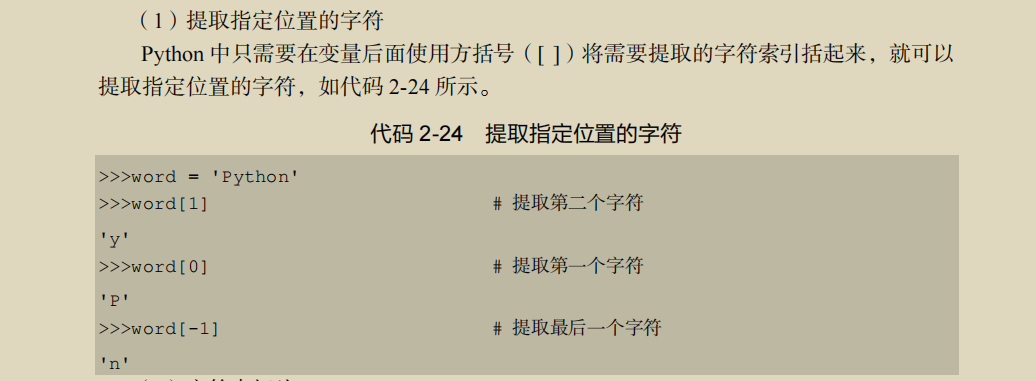 （1）提取指定位置的字符
Python 中只需要在变量后面使用方括号（[ ]）将需要提取的字符索引括起来，就可以
提取指定位置的字符，如代码 2-24 所示。
代码 2-24 提取指定位置的字符
>>>word = 'Python'
>>>word[1] # 提取第二个字符
'y'
>>>word[0] # 提取第一个字符
'P'
>>>word[-1] # 提取最后一个字符
'n'